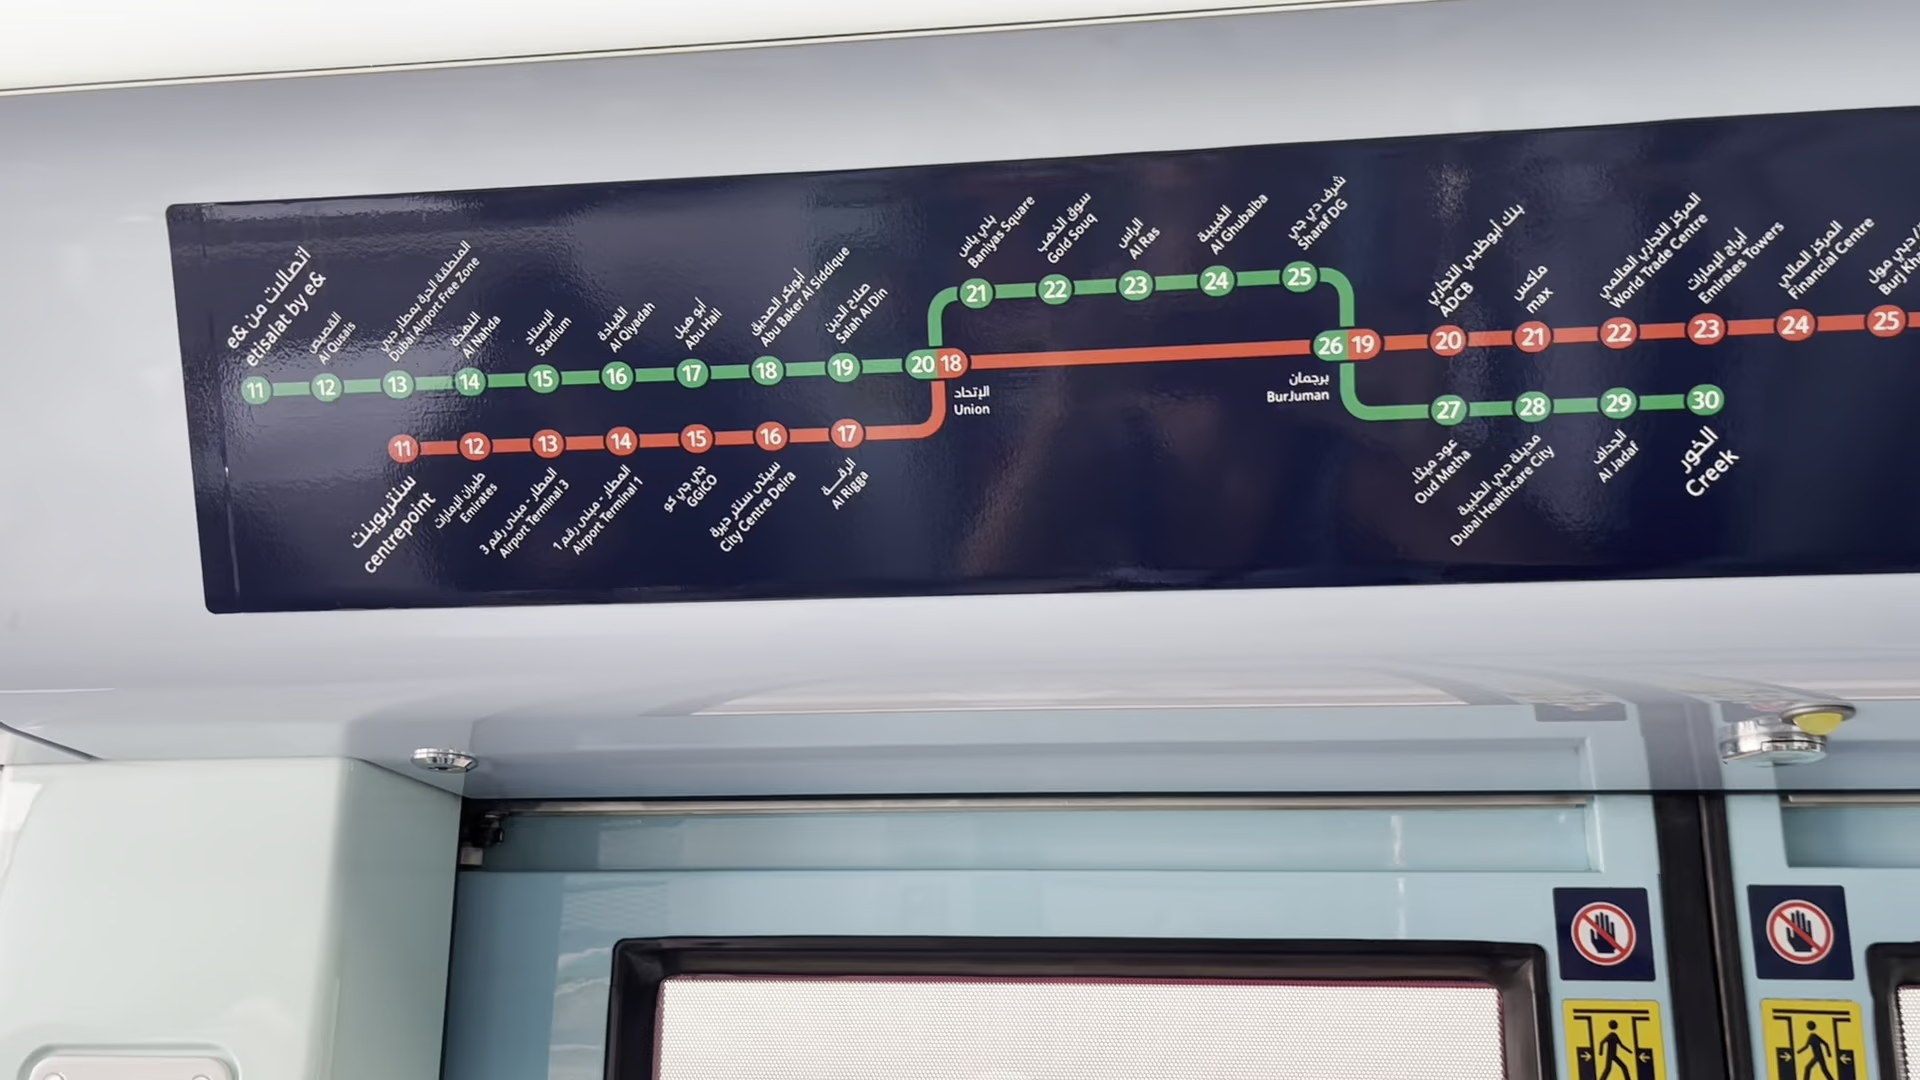 اتصالات من &e
etisalat by e&
القصيص
Al Qusais
المنطقة الحرة بمطار دبي
Dubai Airport Free Zone
النهدة
Al Nahda
الإستاد
Stadium
القيادة
Al Qiyadah
أبو هيل
Abu Hail
أبو بكر الصديق
Abu Baker Al Siddique
صلاح الدين
Salah Al Din
بني ياس
Baniyas Square
سوق الذهب
Gold Souq
الراس
Al Ras
الغبيبة
Al Ghubaiba
شرف دي جي
Sharaf DG
بنك أبوظبي التجاري
ADCB
ماكس
max
المركز التجاري العالمي
World Trade Centre
أبراج الإمارات
Emirates Towers
المركز المالي
Financial Centre
دبي مول
Burj
21 22 23 24 25
11 12 13 14 15 16 17 18 19 20 18
26 19 20 21 22 23 24 25
الإتحاد
Union
برجمان
BurJuman
11 12 13 14 15 16 17
27 28 29 30
سنتربوينت
centrepoint
طيران الإمارات
Emirates
المطار - مبنى رقم 3
Airport Terminal 3
المطار - مبنى رقم 1
Airport Terminal 1
جي جي كو
GGICO
سيتي سنتر ديرة
City Centre Deira
الرقــة
Al Rigga
عود ميثاء
Oud Metha
مدينة دبي الطبية
Dubai Healthcare City
الجداف
Al Jadaf
الخور
Creek